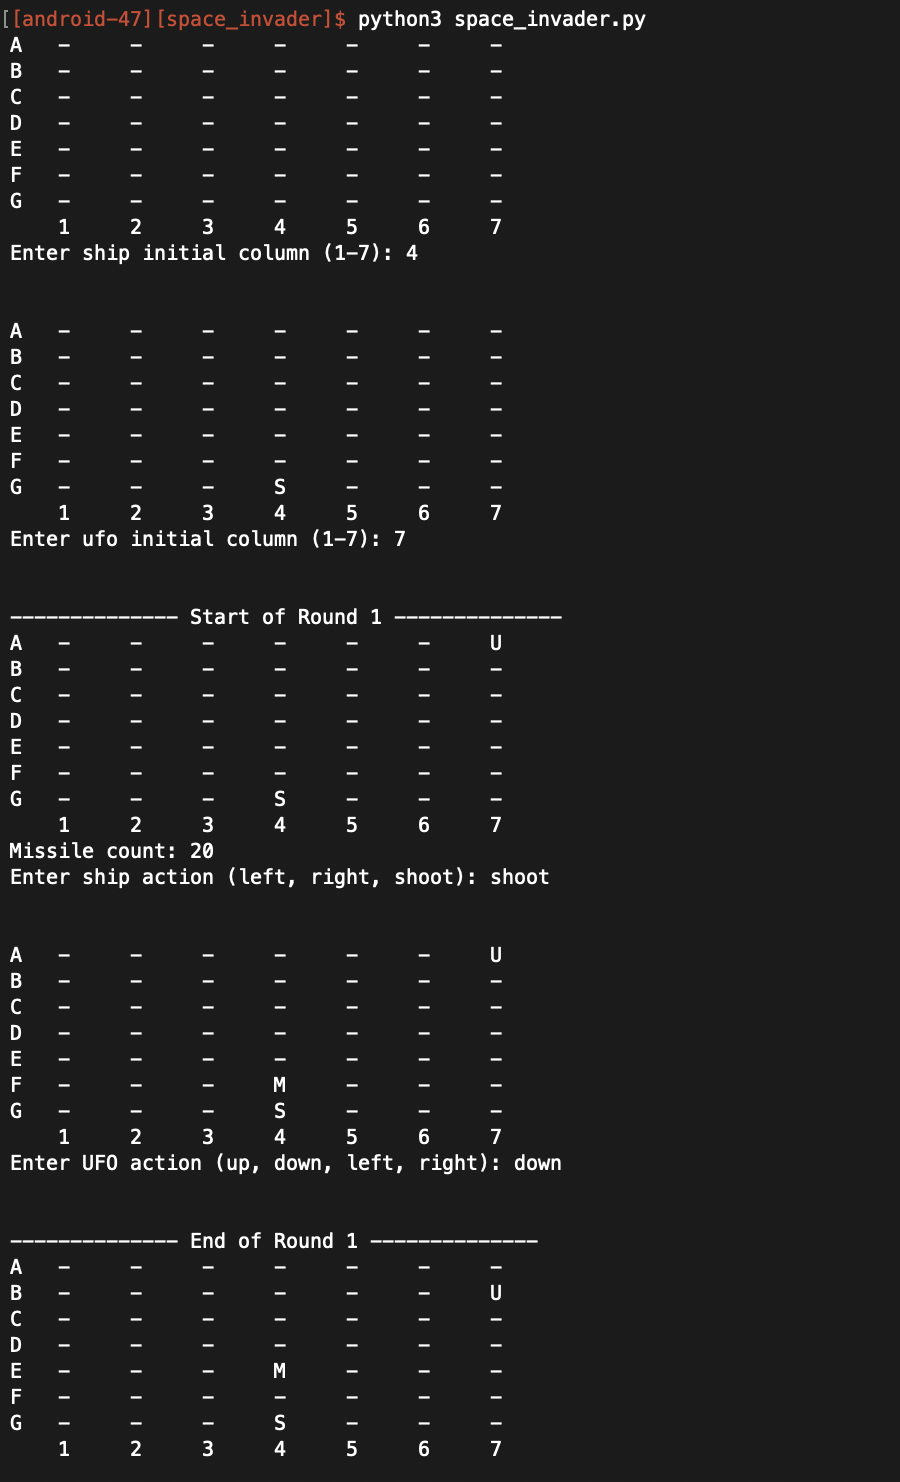 [[android-47][space_invader]$ python3 space_invader.py
A   -     -     -     -     -     -     -
B   -     -     -     -     -     -     -
C   -     -     -     -     -     -     -
D   -     -     -     -     -     -     -
E   -     -     -     -     -     -     -
F   -     -     -     -     -     -     -
G   -     -     -     -     -     -     -
    1     2     3     4     5     6     7
Enter ship initial column (1-7): 4
A   -     -     -     -     -     -     -
B   -     -     -     -     -     -     -
C   -     -     -     -     -     -     -
D   -     -     -     -     -     -     -
E   -     -     -     -     -     -     -
F   -     -     -     -     -     -     -
G   -     -     -     S     -     -     -
    1     2     3     4     5     6     7
Enter ufo initial column (1-7): 7
-------------- Start of Round 1 --------------
A   -     -     -     -     -     -     U
B   -     -     -     -     -     -     -
C   -     -     -     -     -     -     -
D   -     -     -     -     -     -     -
E   -     -     -     -     -     -     -
F   -     -     -     -     -     -     -
G   -     -     -     S     -     -     -
    1     2     3     4     5     6     7
Missile count: 20
Enter ship action (left, right, shoot): shoot
A   -     -     -     -     -     -     U
B   -     -     -     -     -     -     -
C   -     -     -     -     -     -     -
D   -     -     -     -     -     -     -
E   -     -     -     -     -     -     -
F   -     -     -     M     -     -     -
G   -     -     -     S     -     -     -
    1     2     3     4     5     6     7
Enter UFO action (up, down, left, right): down
-------------- End of Round 1 --------------
A   -     -     -     -     -     -     -
B   -     -     -     -     -     -     U
C   -     -     -     -     -     -     -
D   -     -     -     -     -     -     -
E   -     -     -     M     -     -     -
F   -     -     -     -     -     -     -
G   -     -     -     S     -     -     -
    1     2     3     4     5     6     7